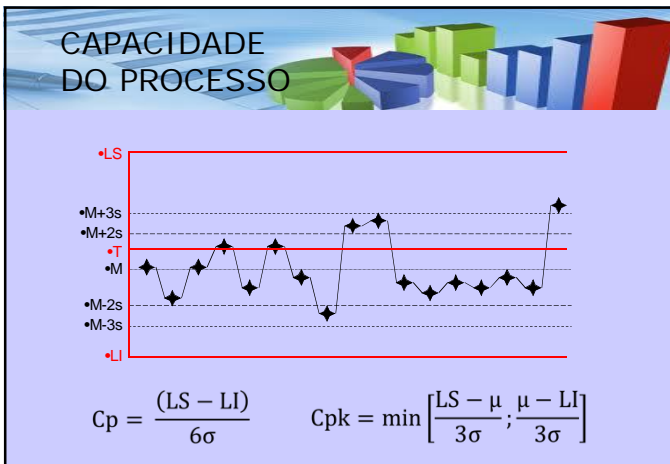 CAPACIDADE
DO PROCESSO
•LS
•M+3s
•M+2s
•T
•M
•M-2s
•M-3s
•LI
Cp = (LS − LI) / 6σ
Cpk = min [LS − μ / 3σ ; μ − LI / 3σ]